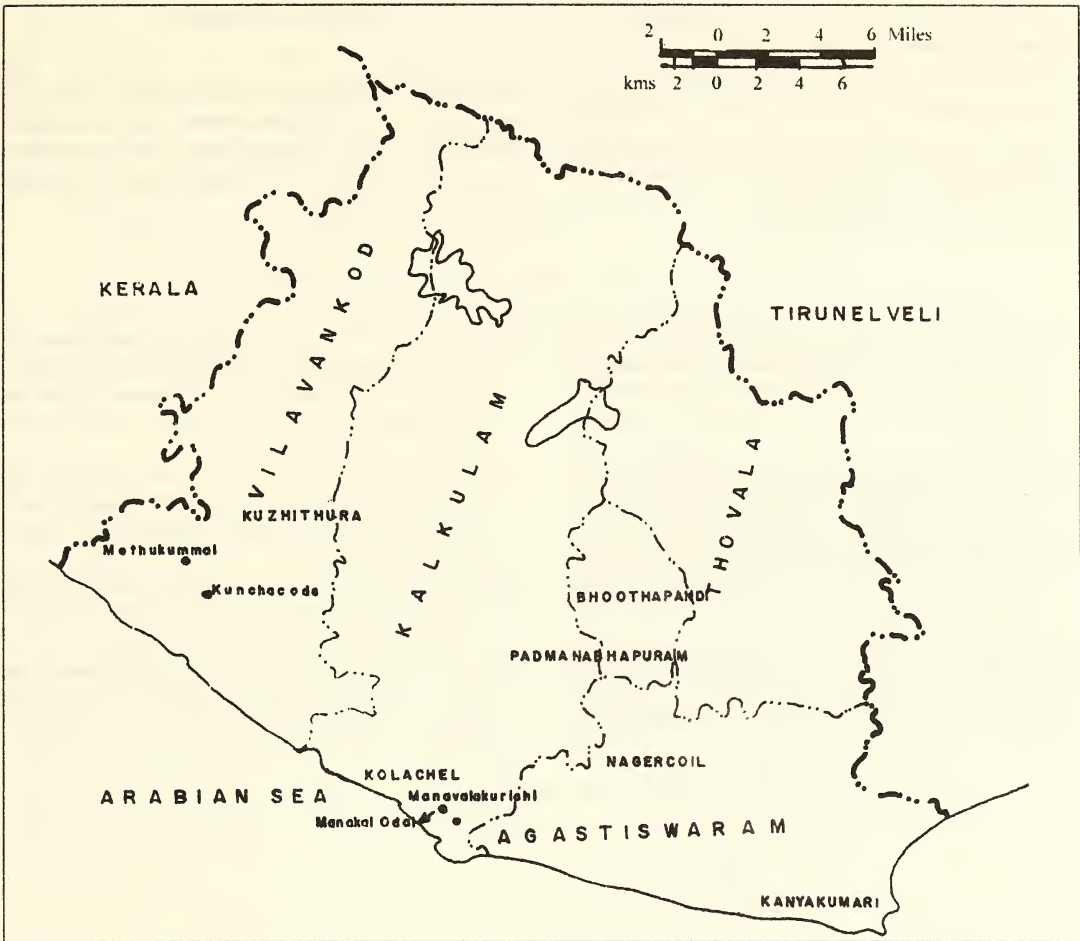 2 0 2 4 6 Miles
kms 2 0 2 4 6
KERALA
TIRUNELVELI
VILAVANKOD
KALKULAM
THOVALA
KUZHITHURA
Methukummal
Kunchacode
BHOOTHAPANDI
PADMANABHAPURAM
NAGERCOIL
KOLACHEL
ARABIAN SEA
Manavalakurichi
Manakal Odai
AGASTISWARAM
KANYAKUMARI